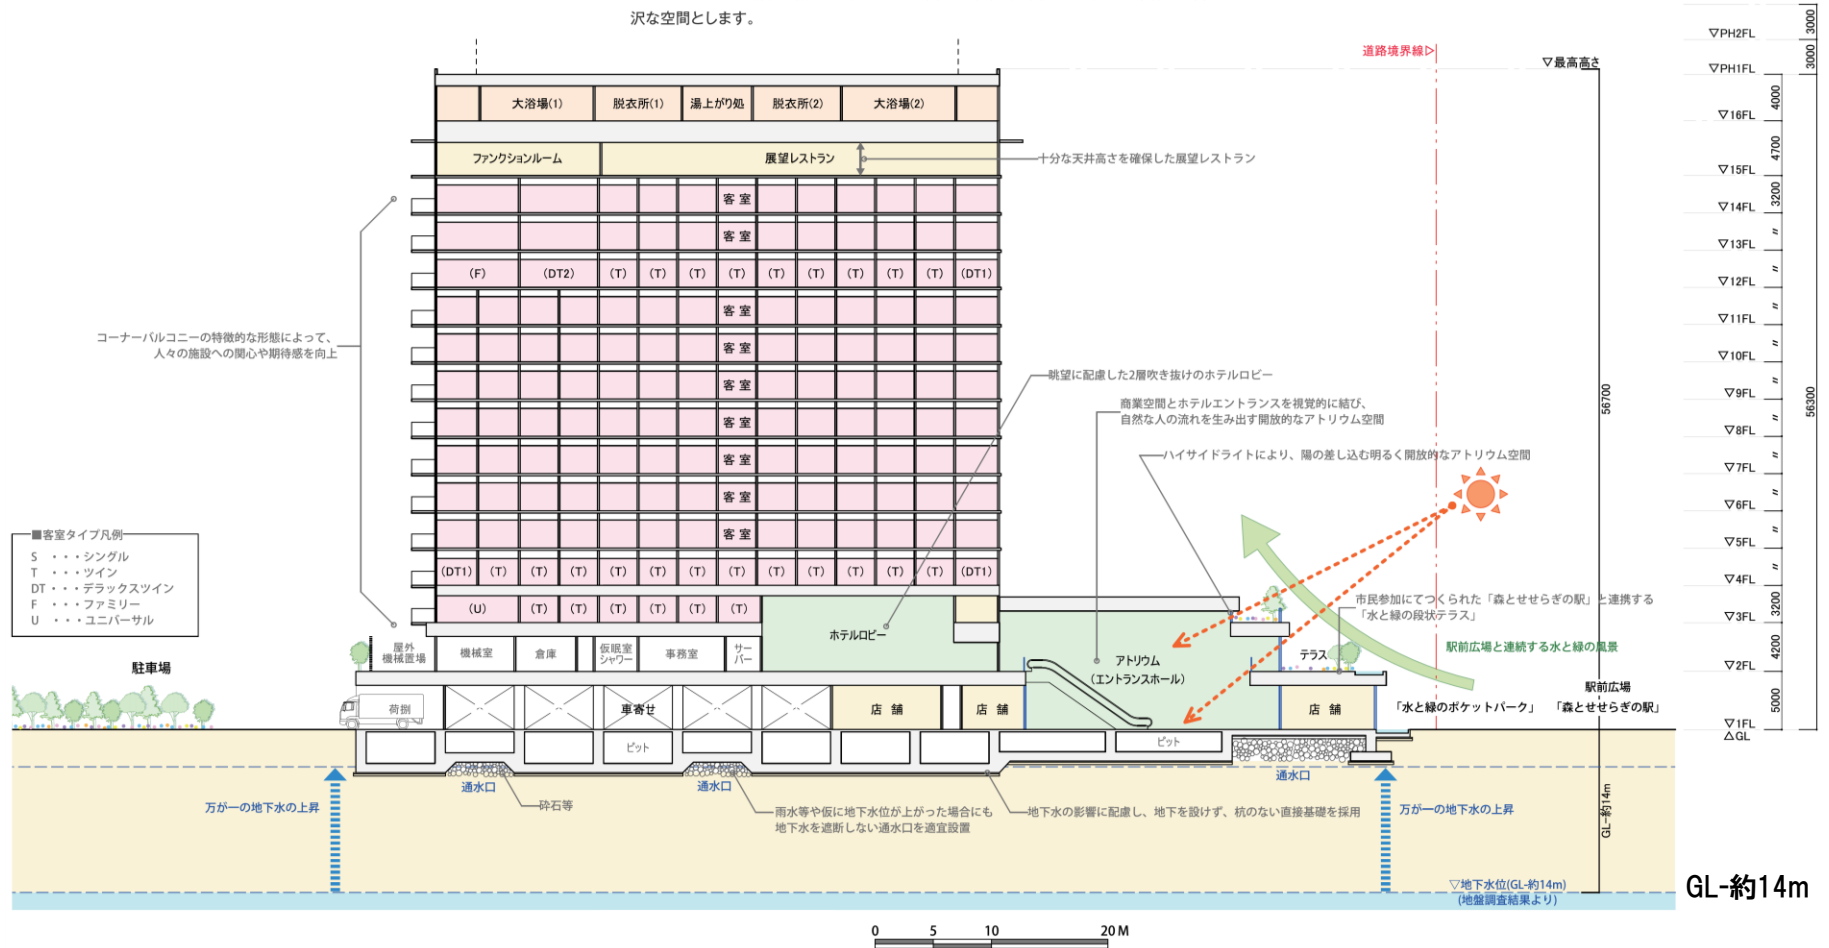 沢な空間とします。
道路境界線▷
▽最高高さ
▽PH2FL
3000
▽PH1FL
3000
▽16FL
4000
▽15FL
4700
▽14FL
3200
▽13FL
〃
▽12FL
〃
▽11FL
〃
▽10FL
〃
▽9FL
〃
▽8FL
〃
▽7FL
〃
▽6FL
〃
▽5FL
〃
▽4FL
〃
▽3FL
3200
▽2FL
4200
▽1FL
5000
△GL
56700
56300
大浴場(1) 脱衣所(1) 湯上がり処 脱衣所(2) 大浴場(2)
ファンクションルーム 展望レストラン
十分な天井高さを確保した展望レストラン
客室
客室
(F) (DT2) (T) (T) (T) (T) (T) (T) (T) (T) (T) (DT1)
客室
客室
客室
客室
客室
客室
客室
(DT1) (T) (T) (T) (T) (T) (T) (T) (T) (T) (T) (T) (T) (DT1)
(U) (T) (T) (T) (T) (T) (T)
コーナーバルコニーの特徴的な形態によって、
人々の施設への関心や期待感を向上
眺望に配慮した2層吹き抜けのホテルロビー
商業空間とホテルエントランスを視覚的に結び、
自然な人の流れを生み出す開放的なアトリウム空間
ハイサイドライトにより、陽の差し込む明るく開放的なアトリウム空間
■客室タイプ凡例
S ・・・シングル
T ・・・ツイン
DT・・・デラックスツイン
F ・・・ファミリー
U ・・・ユニバーサル
ホテルロビー
屋外
機械置場
機械室
倉庫
仮眠室
シャワー
事務室
サー
バー
アトリウム
(エントランスホール)
テラス
市民参加にてつくられた「森とせせらぎの駅」と連携する
「水と緑の段状テラス」
駅前広場と連続する水と緑の風景
駐車場
荷捌
車寄せ
店舗
店舗
店舗
「水と緑のポケットパーク」
駅前広場
「森とせせらぎの駅」
ピット
ピット
通水口
通水口
通水口
万が一の地下水の上昇
砕石等
雨水等や仮に地下水位が上がった場合にも
地下水を遮断しない通水口を適宜設置
地下水の影響に配慮し、地下を設けず、杭のない直接基礎を採用
万が一の地下水の上昇
GL-約14m
▽地下水位(GL-約14m)
(地盤調査結果より)
GL-約14m
0 5 10 20M